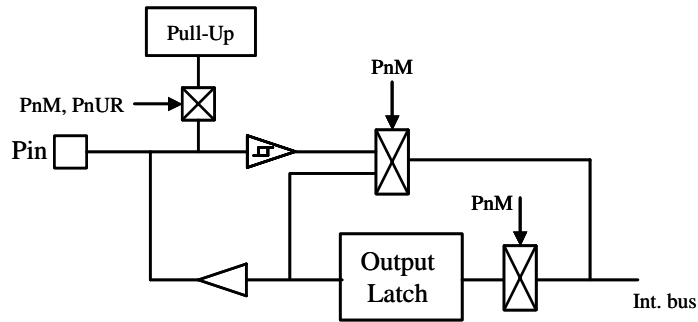 Pull-Up
PnM
PnM, PnUR
Pin
PnM
Output
Latch
Int. bus